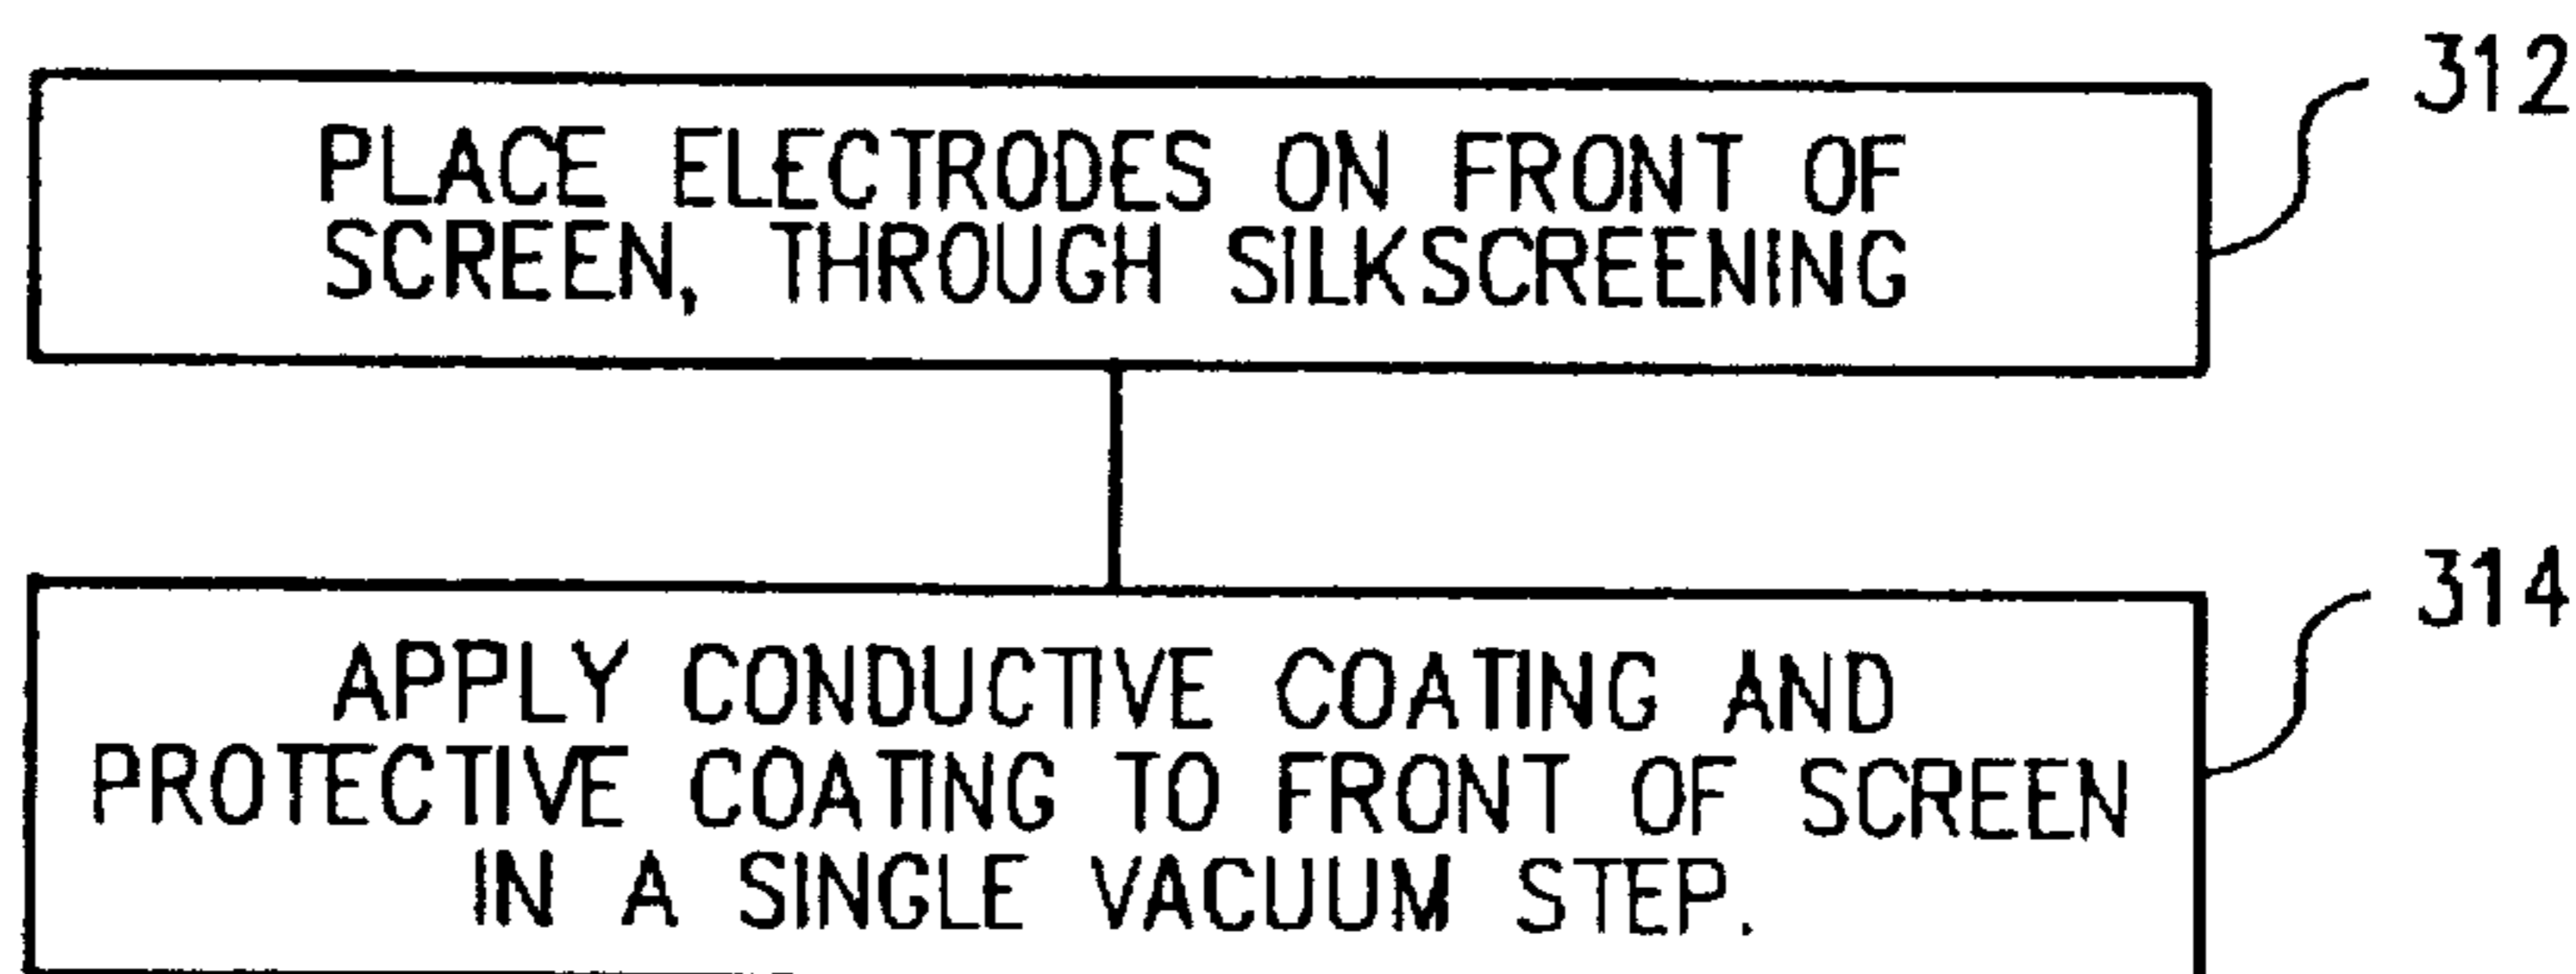 312
PLACE ELECTRODES ON FRONT OF
SCREEN, THROUGH SILKSCREENING
314
APPLY CONDUCTIVE COATING AND
PROTECTIVE COATING TO FRONT OF SCREEN
IN A SINGLE VACUUM STEP.